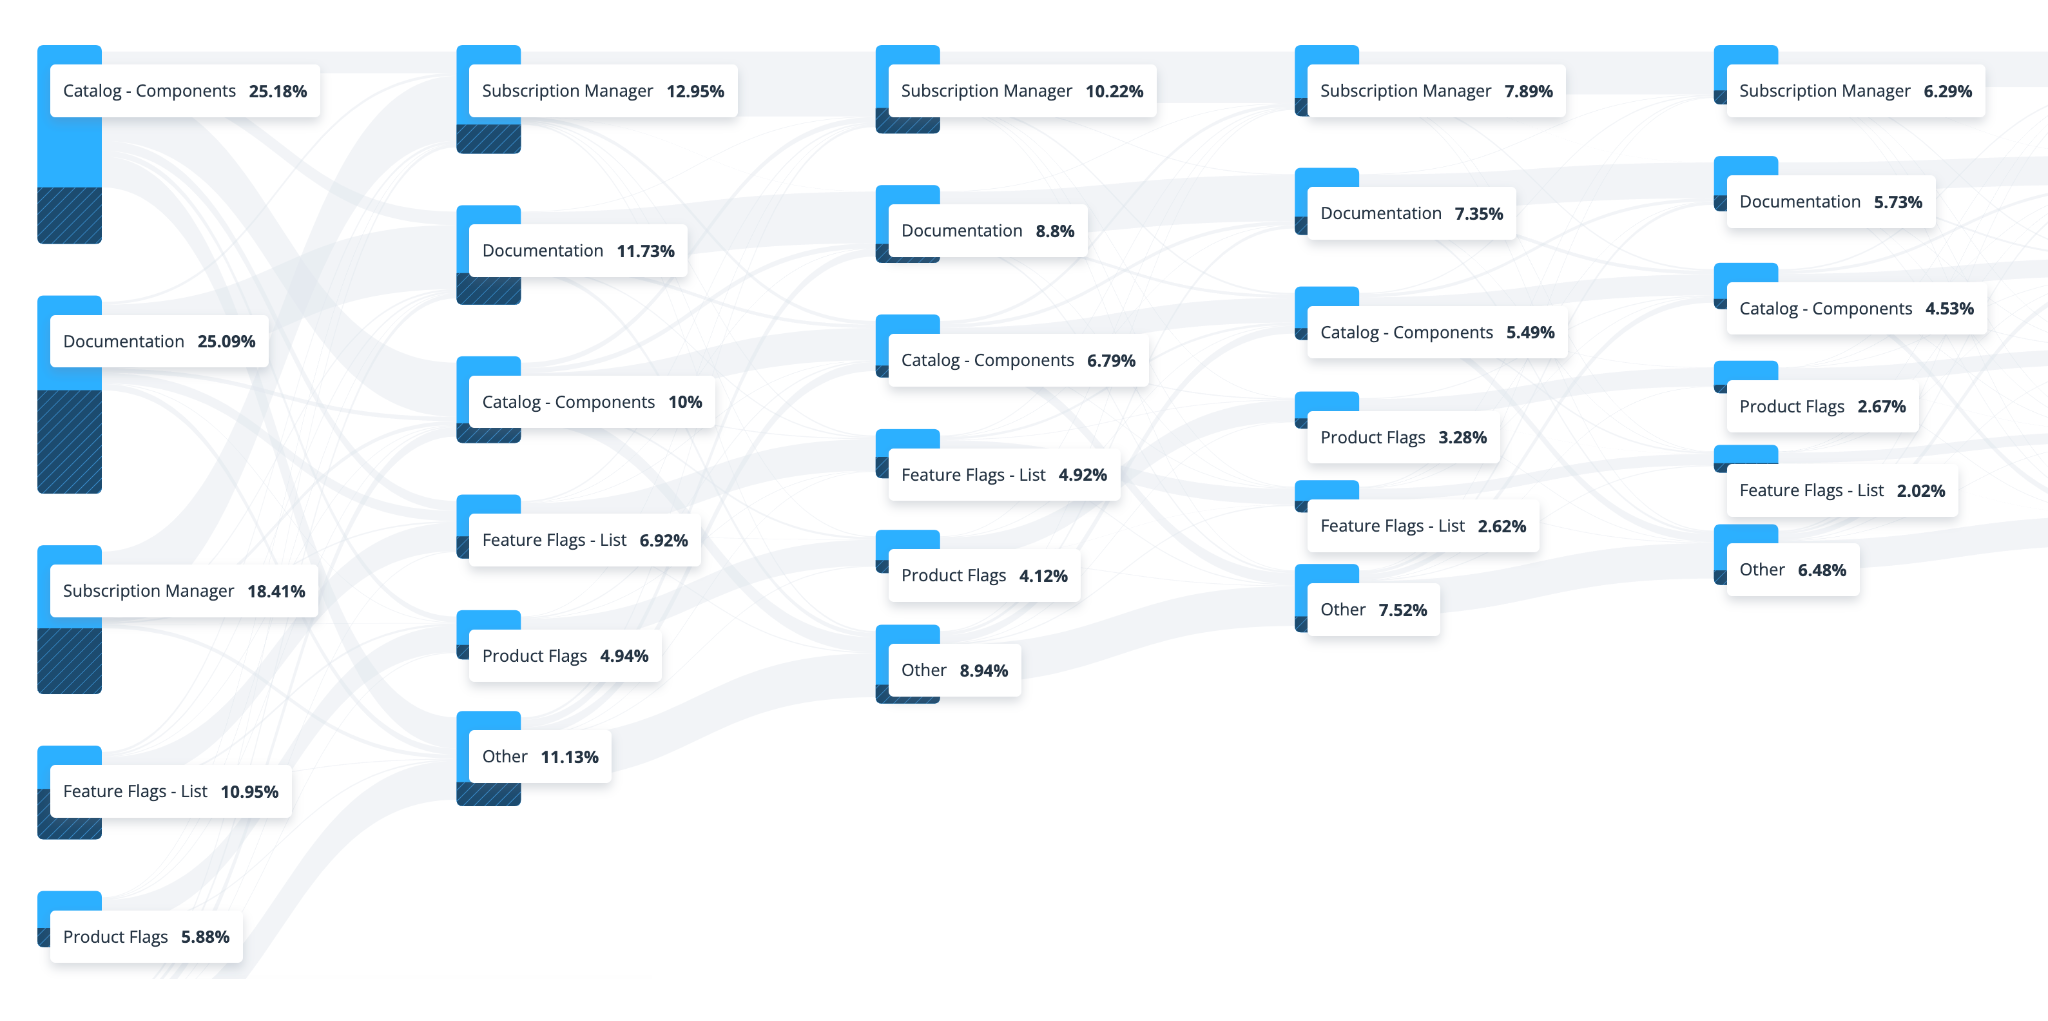 Catalog - Components 25.18%
Documentation 25.09%
Subscription Manager 18.41%
Feature Flags - List 10.95%
Product Flags 5.88%
Subscription Manager 12.95%
Documentation 11.73%
Catalog - Components 10%
Feature Flags - List 6.92%
Product Flags 4.94%
Other 11.13%
Subscription Manager 10.22%
Documentation 8.8%
Catalog - Components 6.79%
Feature Flags - List 4.92%
Product Flags 4.12%
Other 8.94%
Subscription Manager 7.89%
Documentation 7.35%
Catalog - Components 5.49%
Product Flags 3.28%
Feature Flags - List 2.62%
Other 7.52%
Subscription Manager 6.29%
Documentation 5.73%
Catalog - Components 4.53%
Product Flags 2.67%
Feature Flags - List 2.02%
Other 6.48%